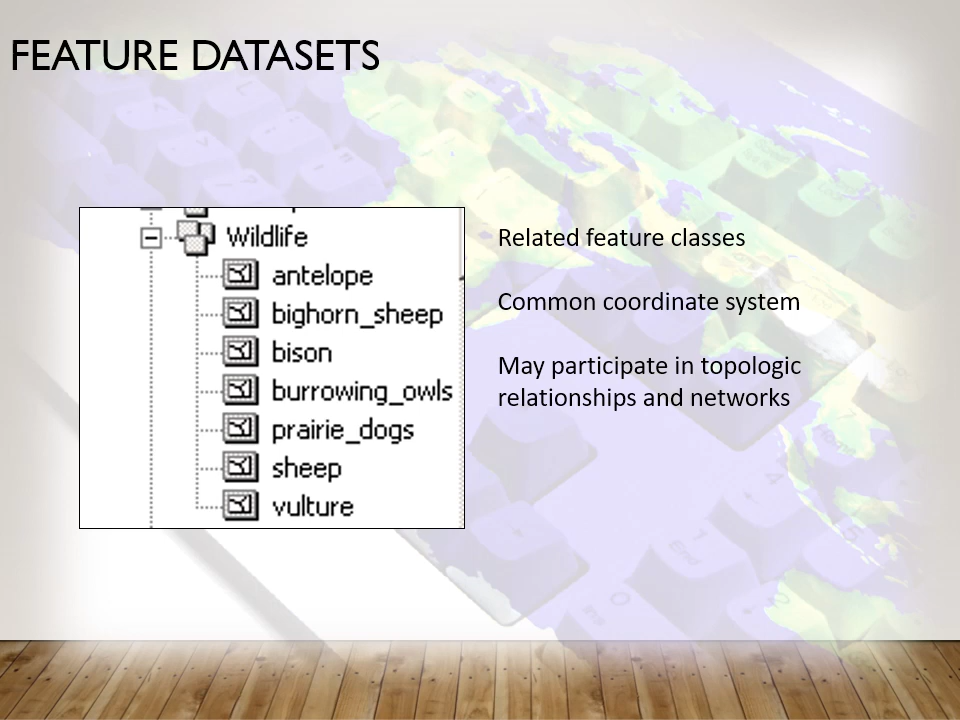 FEATURE DATASETS
Wildlife
antelope
bighorn_sheep
bison
burrowing_owls
prairie_dogs
sheep
vulture
Related feature classes
Common coordinate system
May participate in topologic
relationships and networks